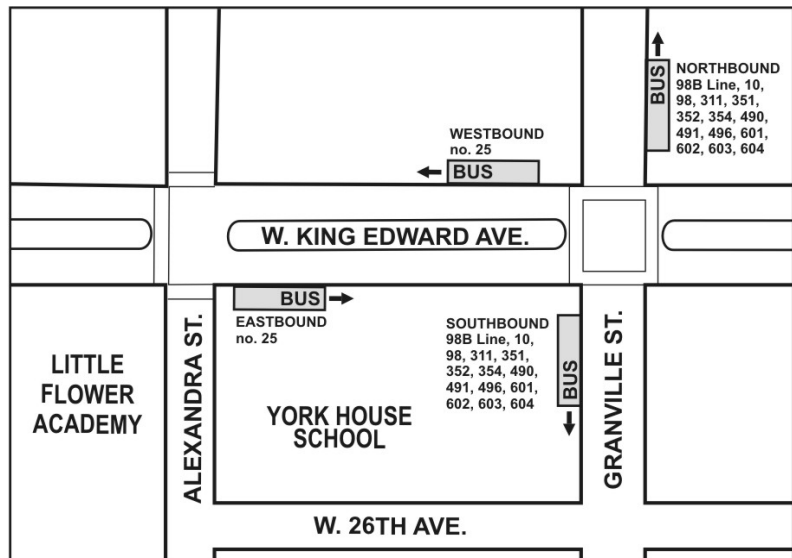 BUS
NORTHBOUND
98B Line, 10,
98, 311, 351,
352, 354, 490,
491, 496, 601,
602, 603, 604
WESTBOUND
no. 25
BUS
W. KING EDWARD AVE.
BUS
EASTBOUND
no. 25
SOUTHBOUND
98B Line, 10,
98, 311, 351,
352, 354, 490,
491, 496, 601,
602, 603, 604
BUS
LITTLE
FLOWER
ACADEMY
ALEXANDRA ST.
YORK HOUSE
SCHOOL
GRANVILLE ST.
W. 26TH AVE.